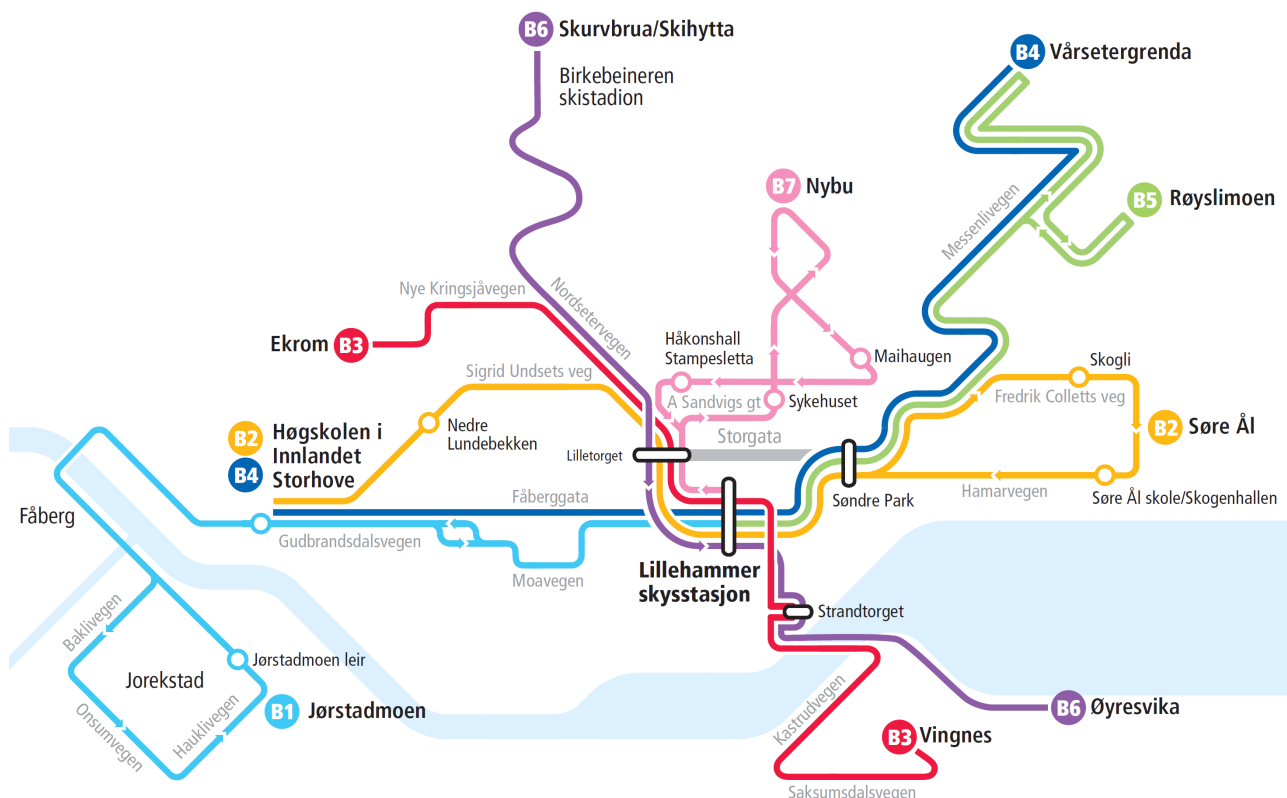 B6 Skurvbrua/Skihytta
Birkebeineren
skistadion
B4 Vårsetergrenda
B7 Nybu
B5 Røyslimoen
Messenlivegen
Nordsetervegen
Nye Kringsjåvegen
Ekrom B3
Håkonshall
Stampesletta
Maihaugen
Skogli
Sigrid Undsets veg
A Sandvigs gt
Sykehuset
Fredrik Colletts veg
B2 Høgskolen i
B4 Innlandet
Storhove
Nedre
Lundebekken
Lilletorget
Storgata
B2 Søre Ål
Søndre Park
Hamarvegen
Søre Ål skole/Skogenhallen
Fåberggata
Fåberg
Gudbrandsdalsvegen
Moavegen
Lillehammer
skysstasjon
Strandtorget
Baklivegen
Jørstadmoen leir
Jorekstad
B1 Jørstadmoen
Onsumvegen
Hauklivegen
Kastrudvegen
B6 Øyresvika
B3 Vingnes
Saksumsdalsvegen